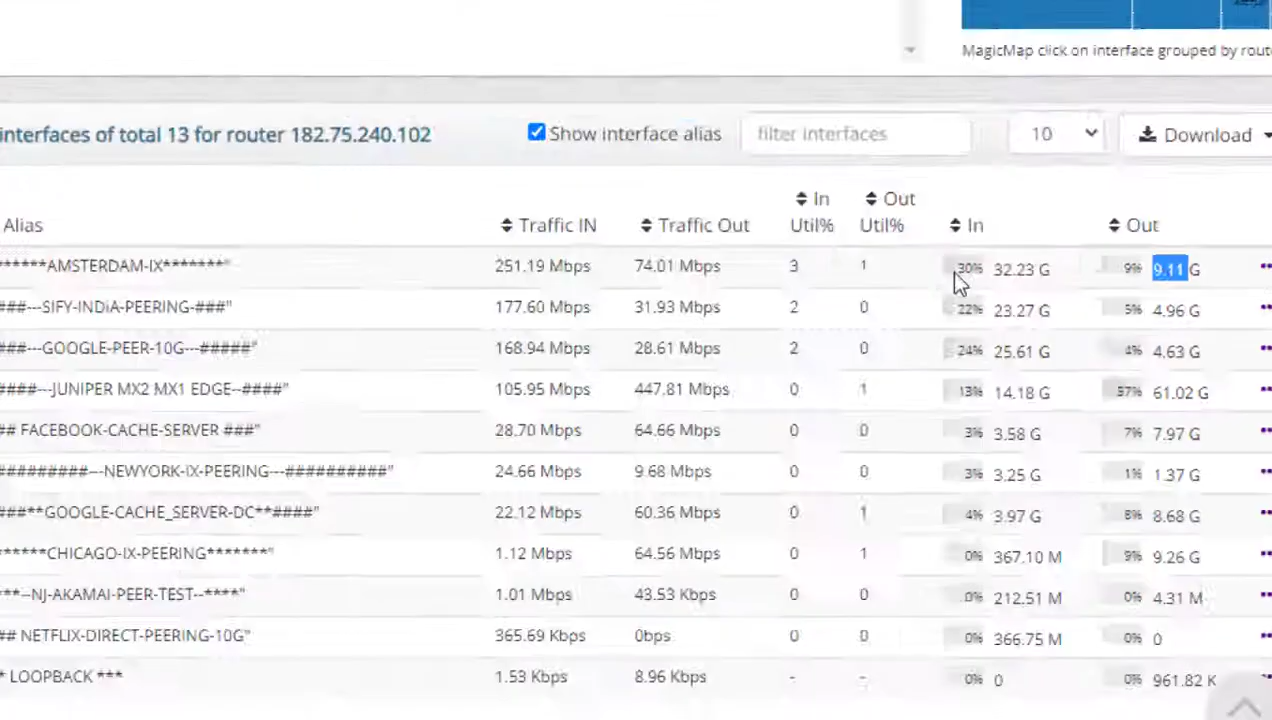 MagicMap click on interface grouped by rout
interfaces of total 13 for router 182.75.240.102 Show interface alias filter interfaces 10 Download
Alias Traffic IN Traffic Out In Util% Out Util% In Out
******AMSTERDAM-IX*******" 251.19 Mbps 74.01 Mbps 3 1 30% 32.23 G 9% 9.11 G
###---SIFY-INDiA-PEERING-###" 177.60 Mbps 31.93 Mbps 2 0 22% 23.27 G 5% 4.96 G
###---GOOGLE-PEER-10G---#####" 168.94 Mbps 28.61 Mbps 2 0 24% 25.61 G 4% 4.63 G
####---JUNIPER MX2 MX1 EDGE--####" 105.95 Mbps 447.81 Mbps 0 1 13% 14.18 G 57% 61.02 G
## FACEBOOK-CACHE-SERVER ###" 28.70 Mbps 64.66 Mbps 0 0 3% 3.58 G 7% 7.97 G
#########---NEWYORK-iX-PEERING---##########" 24.66 Mbps 9.68 Mbps 0 0 3% 3.25 G 1% 1.37 G
###**GOOGLE-CACHE_SERVER-DC**####" 22.12 Mbps 60.36 Mbps 0 1 4% 3.97 G 8% 8.68 G
******CHICAGO-IX-PEERING*******" 1.12 Mbps 64.56 Mbps 0 1 0% 367.10 M 9% 9.26 G
***--NJ-AKAMAI-PEER-TEST--****" 1.01 Mbps 43.53 Kbps 0 0 0% 212.51 M 0% 4.31 M
## NETFLIX-DIRECT-PEERING-10G" 365.69 Kbps 0bps 0 0 0% 366.75 M 0% 0
* LOOPBACK *** 1.53 Kbps 8.96 Kbps - - 0% 0 0% 961.82 K